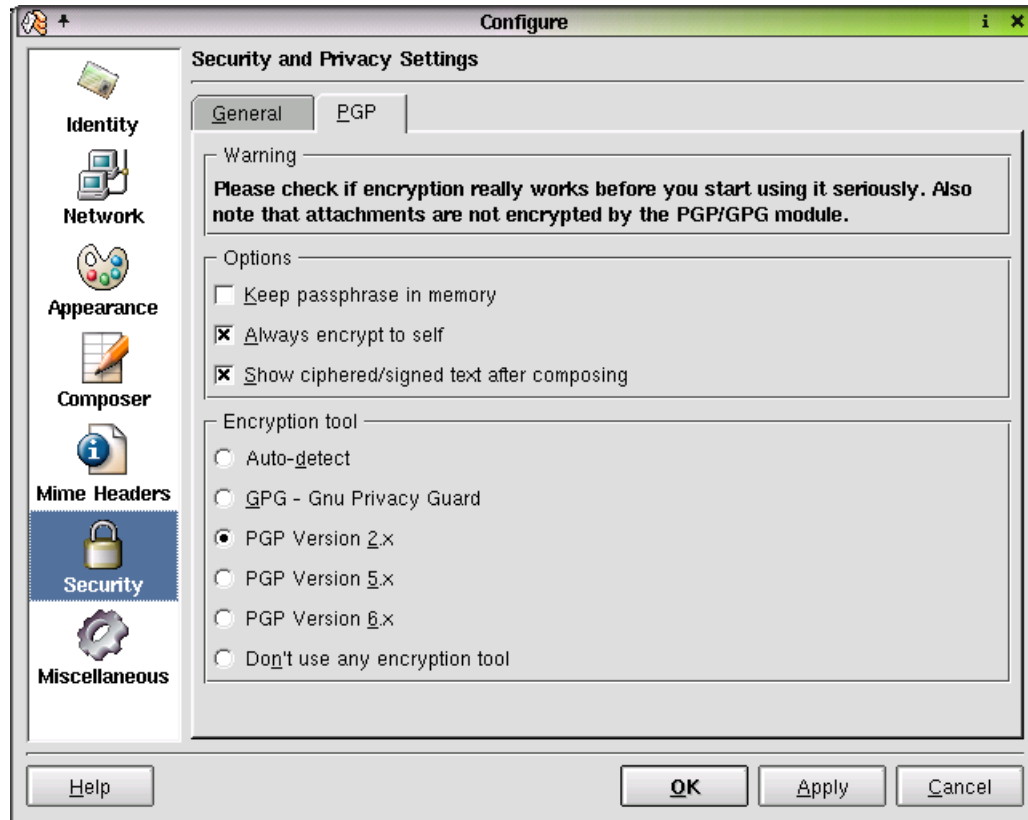 Configure
Identity
Network
Appearance
Composer
Mime Headers
Security
Miscellaneous
Security and Privacy Settings
General
PGP
Warning
Please check if encryption really works before you start using it seriously. Also
note that attachments are not encrypted by the PGP/GPG module.
Options
Keep passphrase in memory
Always encrypt to self
Show ciphered/signed text after composing
Encryption tool
Auto-detect
GPG - Gnu Privacy Guard
PGP Version 2.x
PGP Version 5.x
PGP Version 6.x
Don't use any encryption tool
Help
OK
Apply
Cancel